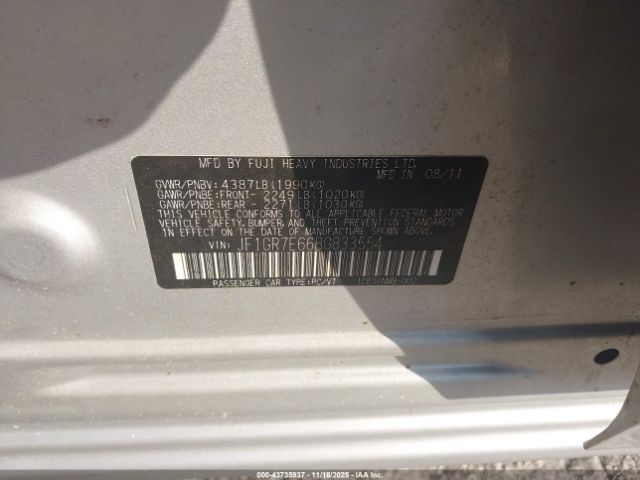 MFD BY FUJI HEAVY INDUSTRIES LTD.
MFD IN 08/11
GVWR/PNBV: 4387LB(1990KG)
GAWR/PNBE:FRONT- 2249LB(1020KG)
GAWR/PNBE:REAR - 2271LB(1030KG)
THIS VEHICLE CONFORMS TO ALL APPLICABLE FEDERAL MOTOR
VEHICLE SAFETY, BUMPER, AND THEFT PREVENTION STANDARDS
IN EFFECT ON THE DATE OF MANUFACTURE SHOWN ABOVE.
VIN: JF1GR7E66BG833554
PASSENGER CAR TYPE:PC/VT
000-43735937 - 11/18/2025 - IAA Inc.